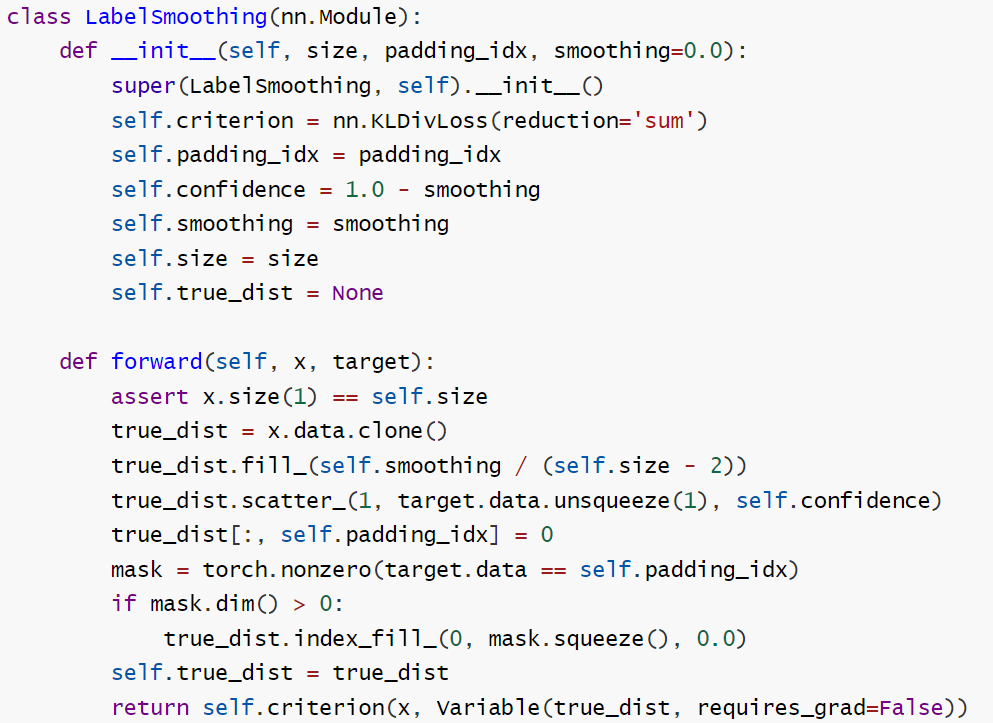 class LabelSmoothing(nn.Module):
    def __init__(self, size, padding_idx, smoothing=0.0):
        super(LabelSmoothing, self).__init__()
        self.criterion = nn.KLDivLoss(reduction='sum')
        self.padding_idx = padding_idx
        self.confidence = 1.0 - smoothing
        self.smoothing = smoothing
        self.size = size
        self.true_dist = None

    def forward(self, x, target):
        assert x.size(1) == self.size
        true_dist = x.data.clone()
        true_dist.fill_(self.smoothing / (self.size - 2))
        true_dist.scatter_(1, target.data.unsqueeze(1), self.confidence)
        true_dist[:, self.padding_idx] = 0
        mask = torch.nonzero(target.data == self.padding_idx)
        if mask.dim() > 0:
            true_dist.index_fill_(0, mask.squeeze(), 0.0)
        self.true_dist = true_dist
        return self.criterion(x, Variable(true_dist, requires_grad=False))